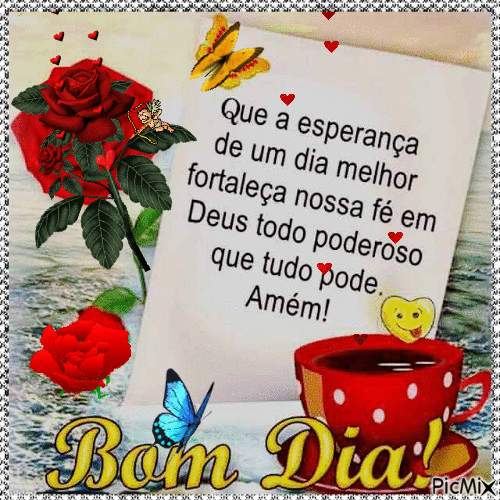 Que a esperança
de um dia melhor
fortaleça nossa fé em
Deus todo poderoso
que tudo pode.
Amém!
Bom Dia!
PicMix